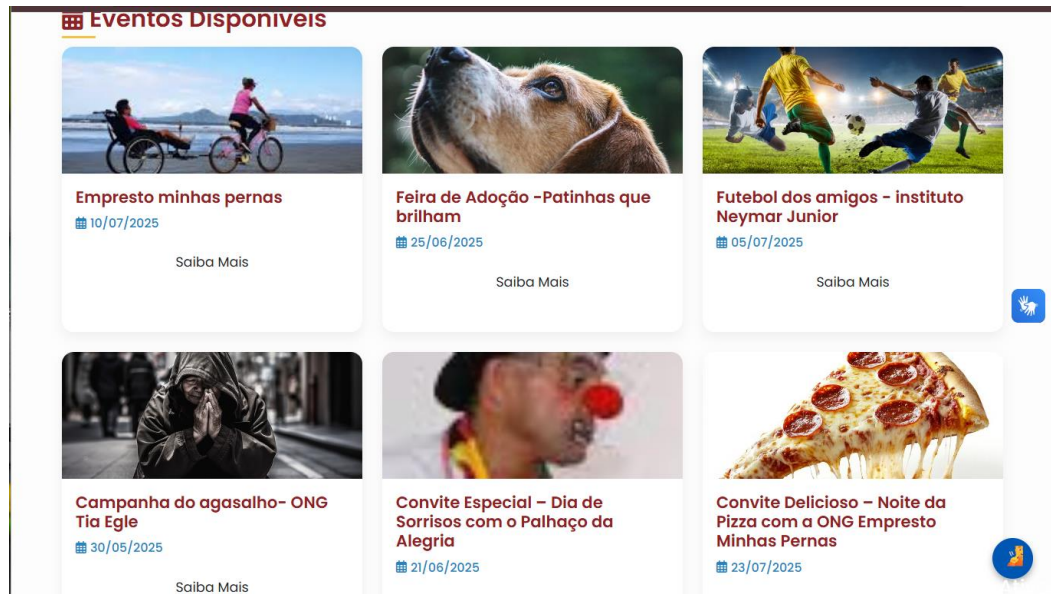 Eventos Disponíveis
Empresto minhas pernas
10/07/2025
Saiba Mais
Feira de Adoção -Patinhas que
brilham
25/06/2025
Saiba Mais
Futebol dos amigos - instituto
Neymar Junior
05/07/2025
Saiba Mais
Campanha do agasalho- ONG
Tia Egle
30/05/2025
Saiba Mais
Convite Especial – Dia de
Sorrisos com o Palhaço da
Alegria
21/06/2025
Convite Delicioso – Noite da
Pizza com a ONG Empresto
Minhas Pernas
23/07/2025